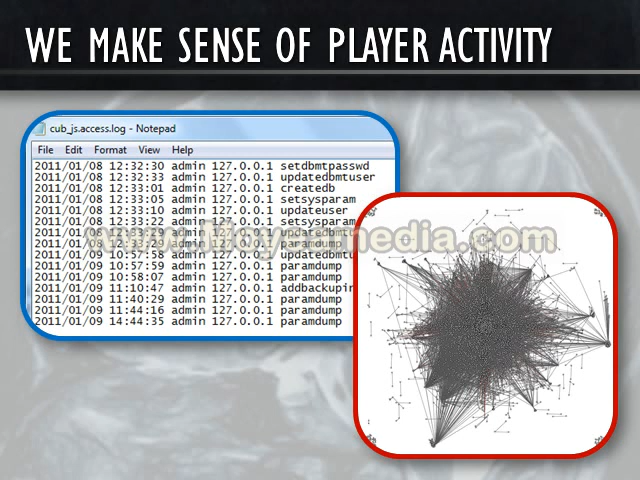 WE MAKE SENSE OF PLAYER ACTIVITY
cub_js.access.log - Notepad
File Edit Format View Help
2011/01/08 12:32:30 admin 127.0.0.1 setdbmtpasswd
2011/01/08 12:32:33 admin 127.0.0.1 updatedbmtuser
2011/01/08 12:33:01 admin 127.0.0.1 createdb
2011/01/08 12:33:05 admin 127.0.0.1 setsysparam
2011/01/08 12:33:10 admin 127.0.0.1 updateuser
2011/01/08 12:33:22 admin 127.0.0.1 setsysparam
2011/01/08 12:33:29 admin 127.0.0.1 updatedbmtu
2011/01/08 12:33:29 admin 127.0.0.1 paramdump
2011/01/09 10:57:58 admin 127.0.0.1 updatedbmtu
2011/01/09 10:57:59 admin 127.0.0.1 paramdump
2011/01/09 10:58:07 admin 127.0.0.1 paramdump
2011/01/09 11:10:47 admin 127.0.0.1 addbackupin
2011/01/09 11:40:29 admin 127.0.0.1 paramdump
2011/01/09 11:44:16 admin 127.0.0.1 paramdump
2011/01/09 14:44:35 admin 127.0.0.1 paramdump